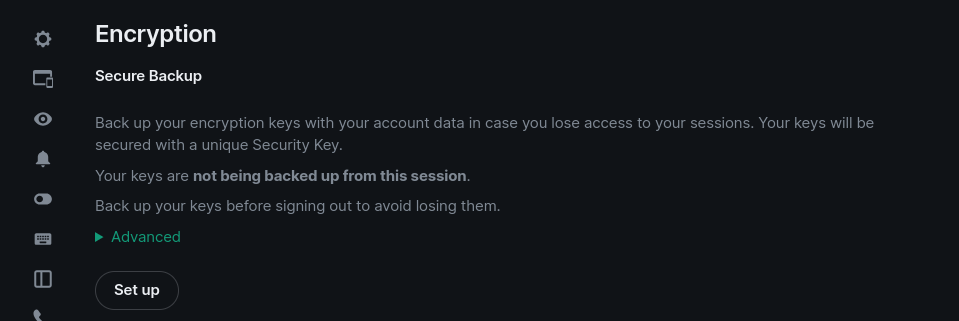 Encryption
Secure Backup
Back up your encryption keys with your account data in case you lose access to your sessions. Your keys will be
secured with a unique Security Key.
Your keys are not being backed up from this session.
Back up your keys before signing out to avoid losing them.
Advanced
Set up